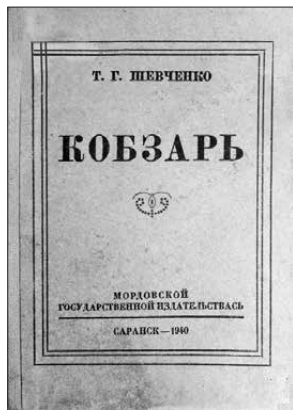 Т. Г. ШЕВЧЕНКО
КОБЗАРЬ
МОРДОВСКОЙ
ГОСУДАРСТВЕННОЙ ИЗДАТЕЛЬСТВАСЬ
САРАНСК—1940